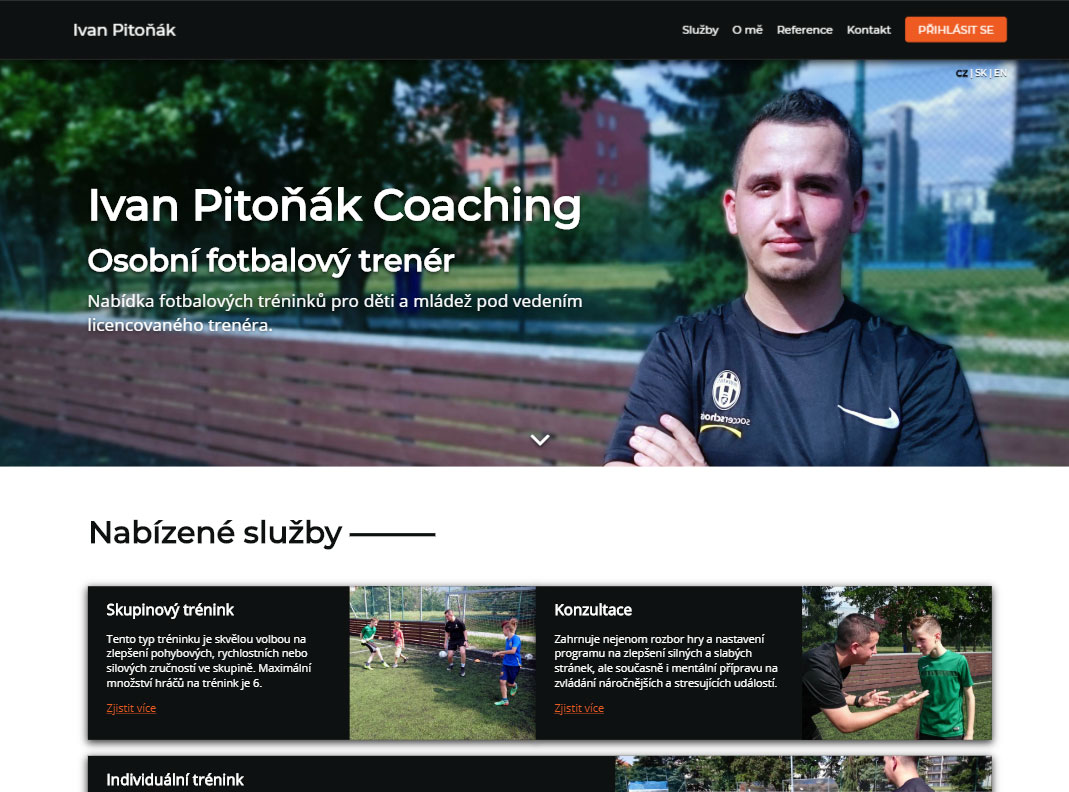 Ivan Pitoňák
Služby O mě Reference Kontakt PŘIHLÁSIT SE
CZ | SK | EN
Ivan Pitoňák Coaching
Osobní fotbalový trenér
Nabídka fotbalových tréninků pro děti a mládež pod vedením
licencovaného trenéra.
Nabízené služby
Skupinový trénink
Tento typ tréninku je skvělou volbou na
zlepšení pohybových, rychlostních nebo
silových zručností ve skupině. Maximální
množství hráčů na trénink je 6.
Zjistit více
Konzultace
Zahrnuje nejenom rozbor hry a nastavení
programu na zlepšení silných a slabých
stránek, ale současně i mentální přípravu na
zvládání náročnějších a stresujících událostí.
Zjistit více
Individuální trénink